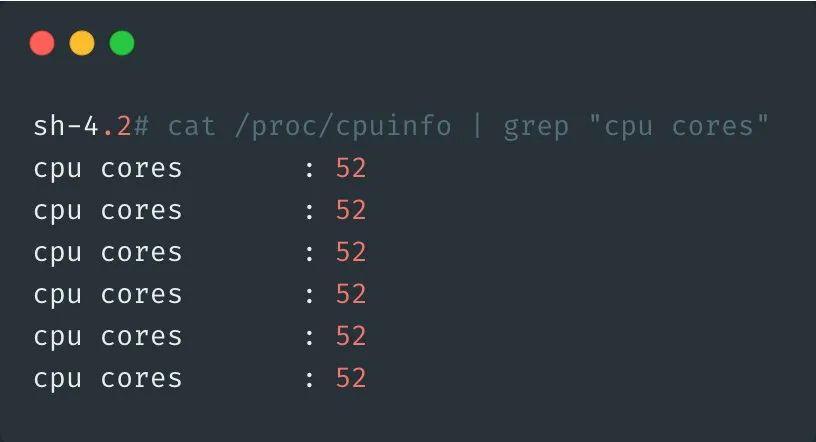 sh-4.2# cat /proc/cpuinfo | grep "cpu cores"
cpu cores       : 52
cpu cores       : 52
cpu cores       : 52
cpu cores       : 52
cpu cores       : 52
cpu cores       : 52